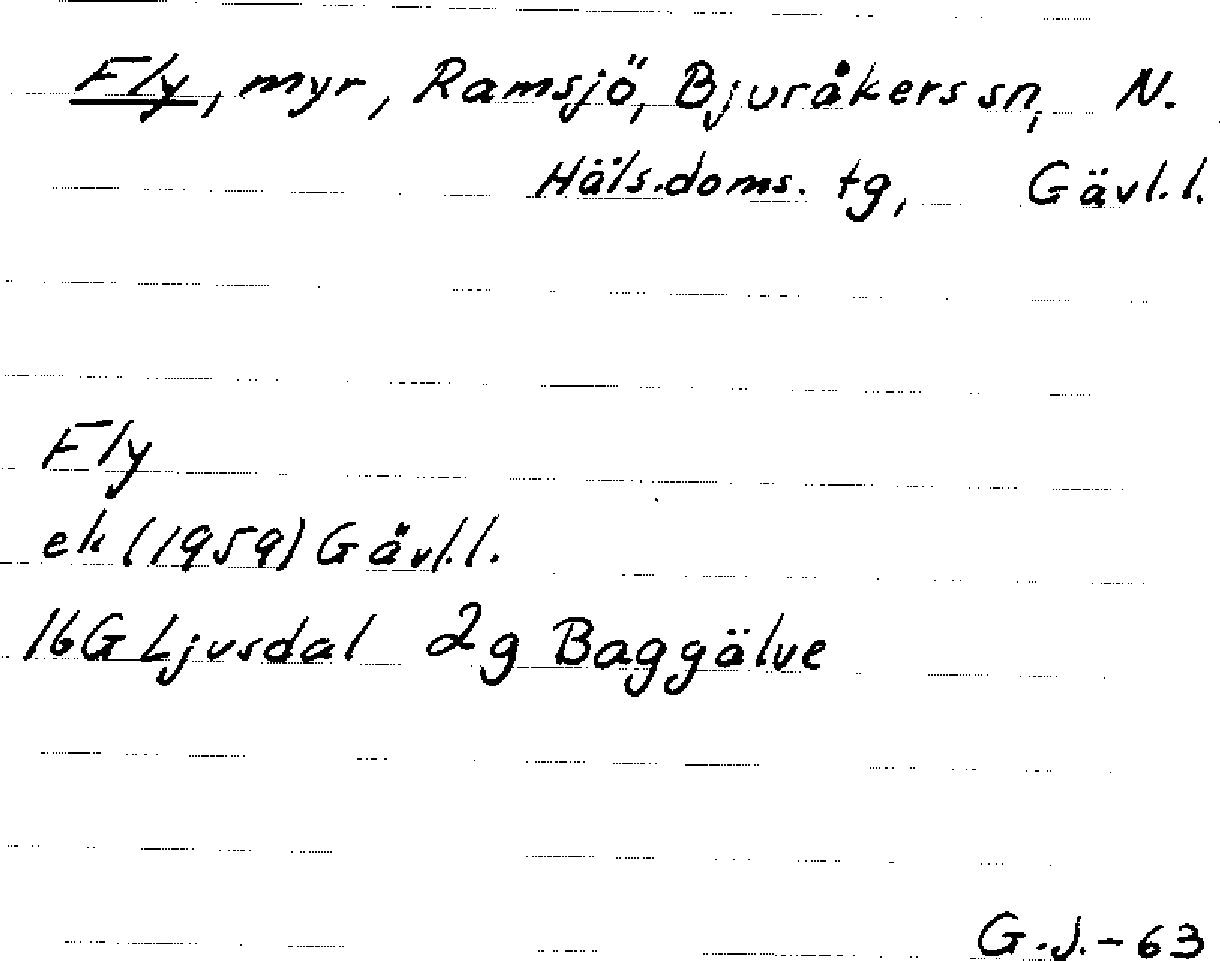 Fly, myr, Ramsjö, Bjuråkers sn, N.
Häls.doms. tg, Gävl.l.
Fly
ek (1959) Gävl.l.
16G Ljusdal 2g Baggälve
G.J.-63